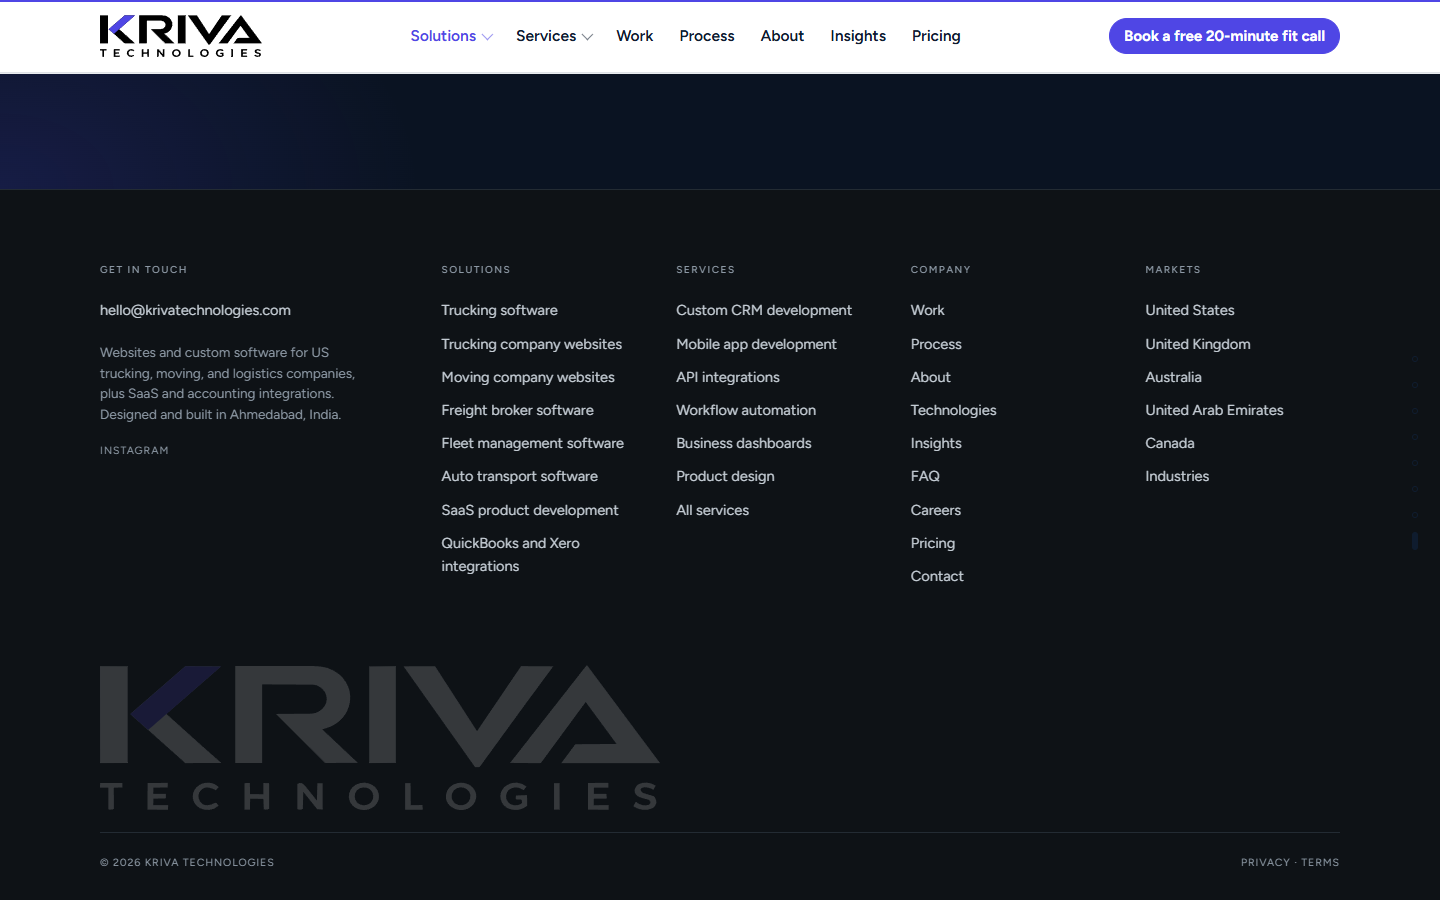 KRIVA
TECHNOLOGIES
Solutions
Services
Work
Process
About
Insights
Pricing
Book a free 20-minute fit call
GET IN TOUCH
hello@krivatechnologies.com
Websites and custom software for US
trucking, moving, and logistics companies,
plus SaaS and accounting integrations.
Designed and built in Ahmedabad, India.
INSTAGRAM
SOLUTIONS
Trucking software
Trucking company websites
Moving company websites
Freight broker software
Fleet management software
Auto transport software
SaaS product development
QuickBooks and Xero
integrations
SERVICES
Custom CRM development
Mobile app development
API integrations
Workflow automation
Business dashboards
Product design
All services
COMPANY
Work
Process
About
Technologies
Insights
FAQ
Careers
Pricing
Contact
MARKETS
United States
United Kingdom
Australia
United Arab Emirates
Canada
Industries
KRIVA
TECHNOLOGIES
© 2026 KRIVA TECHNOLOGIES
PRIVACY · TERMS